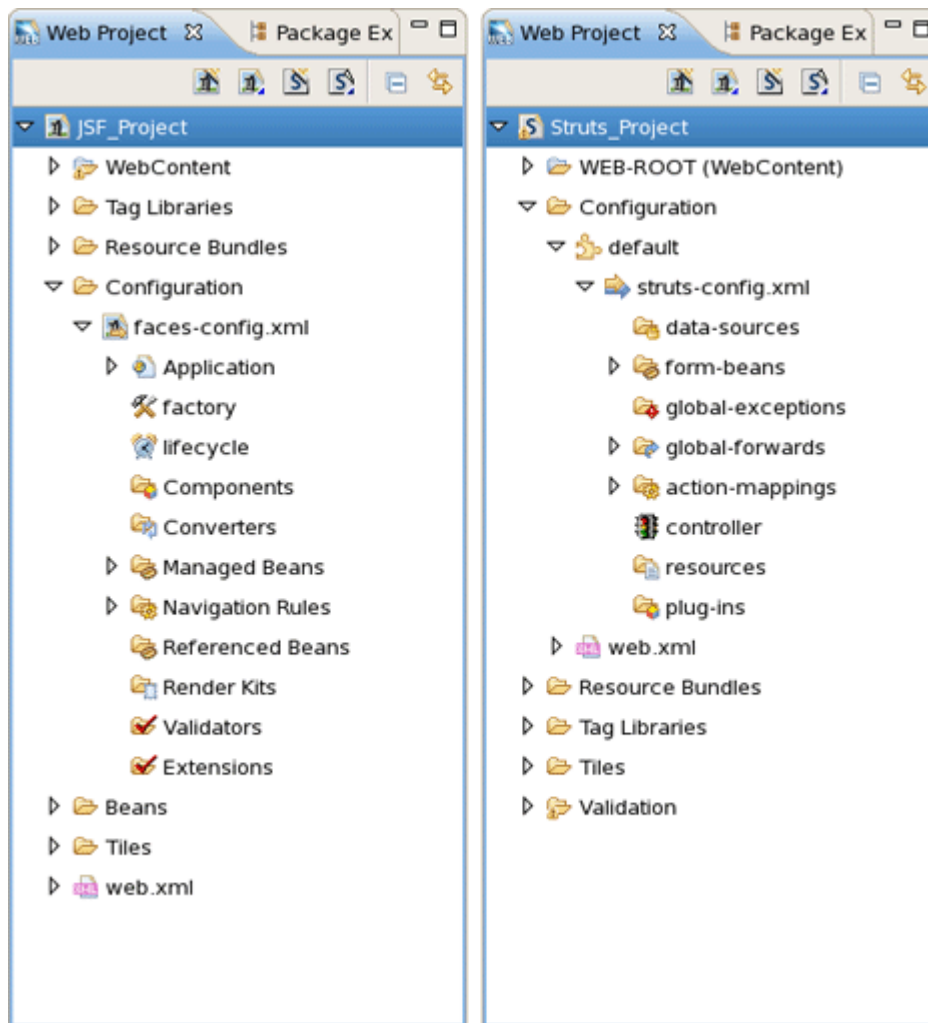 Web Project
Package Ex
JSF_Project
WebContent
Tag Libraries
Resource Bundles
Configuration
faces-config.xml
Application
factory
lifecycle
Components
Converters
Managed Beans
Navigation Rules
Referenced Beans
Render Kits
Validators
Extensions
Beans
Tiles
web.xml
Web Project
Package Ex
Struts_Project
WEB-ROOT (WebContent)
Configuration
default
struts-config.xml
data-sources
form-beans
global-exceptions
global-forwards
action-mappings
controller
resources
plug-ins
web.xml
Resource Bundles
Tag Libraries
Tiles
Validation